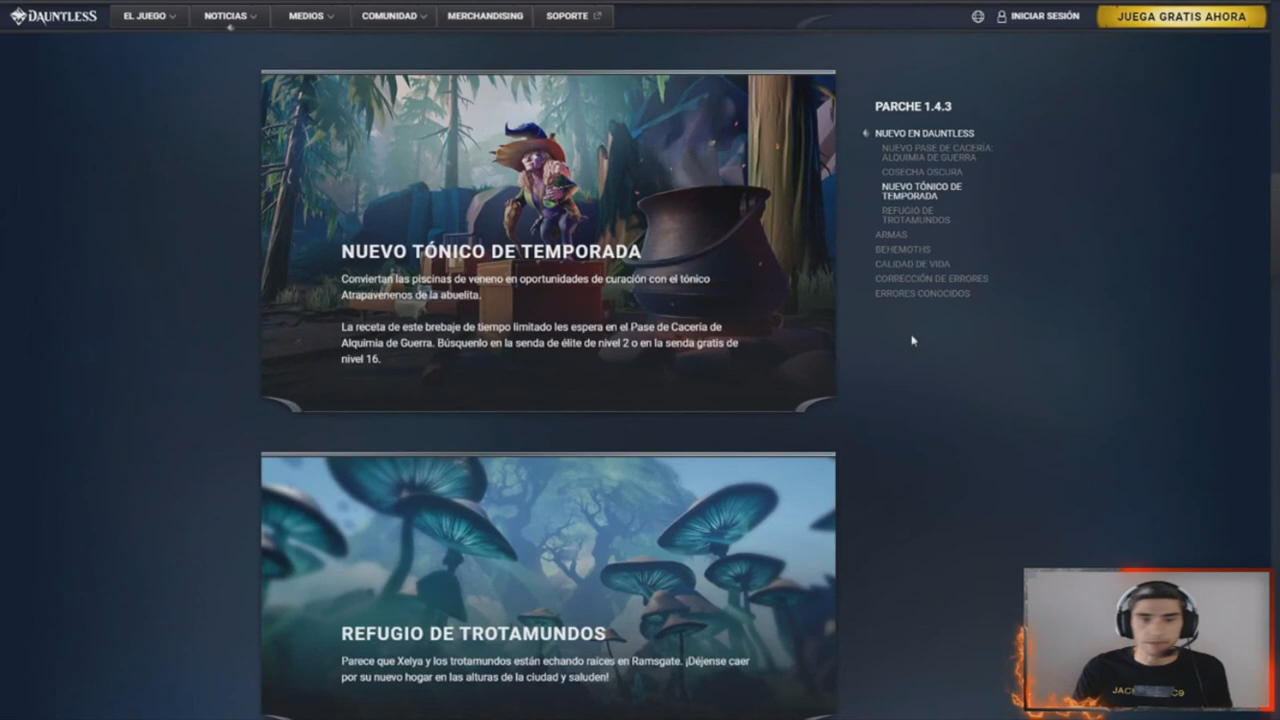 DAUNTLESS
EL JUEGO
NOTICIAS
MEDIOS
COMUNIDAD
MERCHANDISING
SOPORTE
INICIAR SESIÓN
JUEGA GRATIS AHORA
NUEVO TÓNICO DE TEMPORADA
Conviertan las piscinas de veneno en oportunidades de curación con el tónico
Atrapavenenos de la abuelita.
La receta de este brebaje de tiempo limitado les espera en el Pase de Cacería de
Alquimia de Guerra. Búsquenlo en la senda de élite de nivel 2 o en la senda gratis de
nivel 16.
REFUGIO DE TROTAMUNDOS
Parece que Xelya y los trotamundos están echando raíces en Ramsgate. ¡Déjense caer
por su nuevo hogar en las alturas de la ciudad y saluden!
PARCHE 1.4.3
NUEVO EN DAUNTLESS
NUEVO PASE DE CACERÍA:
ALQUIMIA DE GUERRA
COSECHA OSCURA
NUEVO TÓNICO DE
TEMPORADA
REFUGIO DE
TROTAMUNDOS
ARMAS
BEHEMOTHS
CALIDAD DE VIDA
CORRECCIÓN DE ERRORES
ERRORES CONOCIDOS